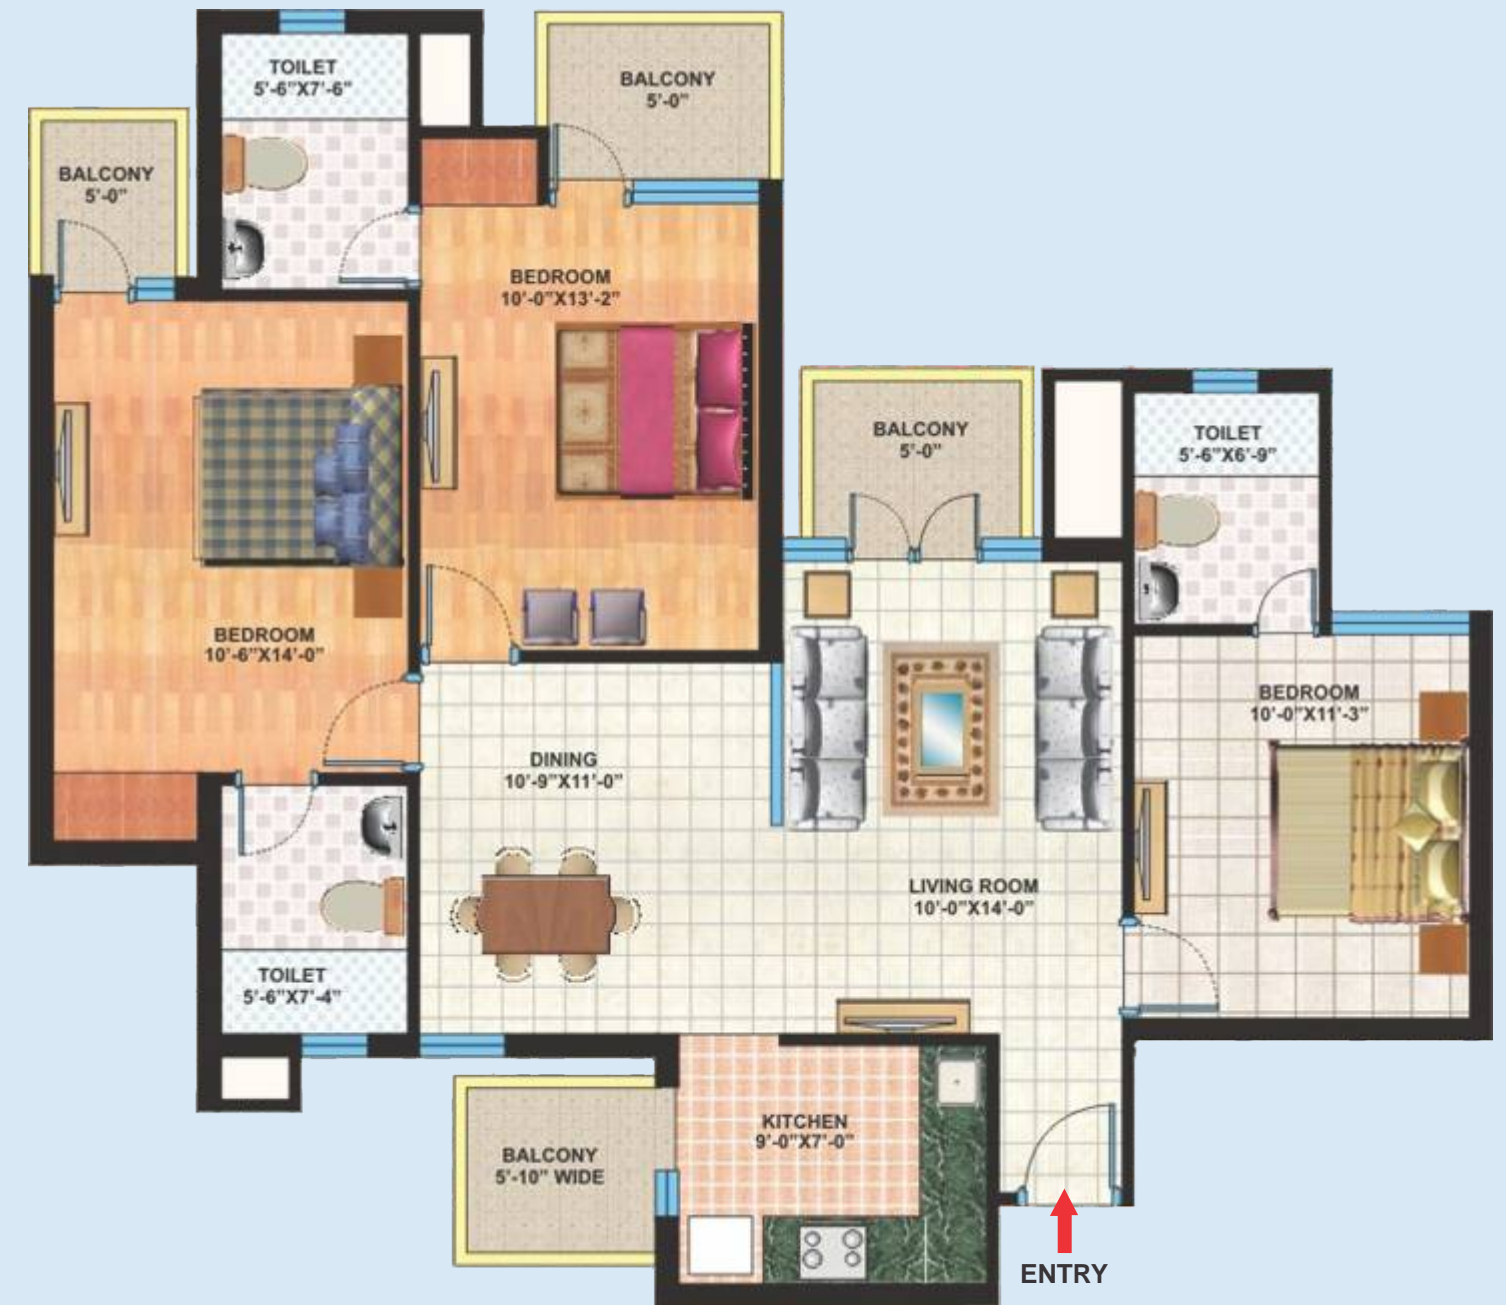 TOILET
5'-6”X7'-6”
BALCONY
5'-0”
BALCONY
5'-0”
BEDROOM
10'-0”X13'-2”
BALCONY
5'-0”
TOILET
5'-6”X6'-9”
BEDROOM
10'-6”X14'-0”
BEDROOM
10'-0”X11'-3”
DINING
10'-9”X11'-0”
LIVING ROOM
10'-0”X14'-0”
TOILET
5'-6”X7'-4”
KITCHEN
9'-0”X7'-0”
BALCONY
5'-10” WIDE
ENTRY